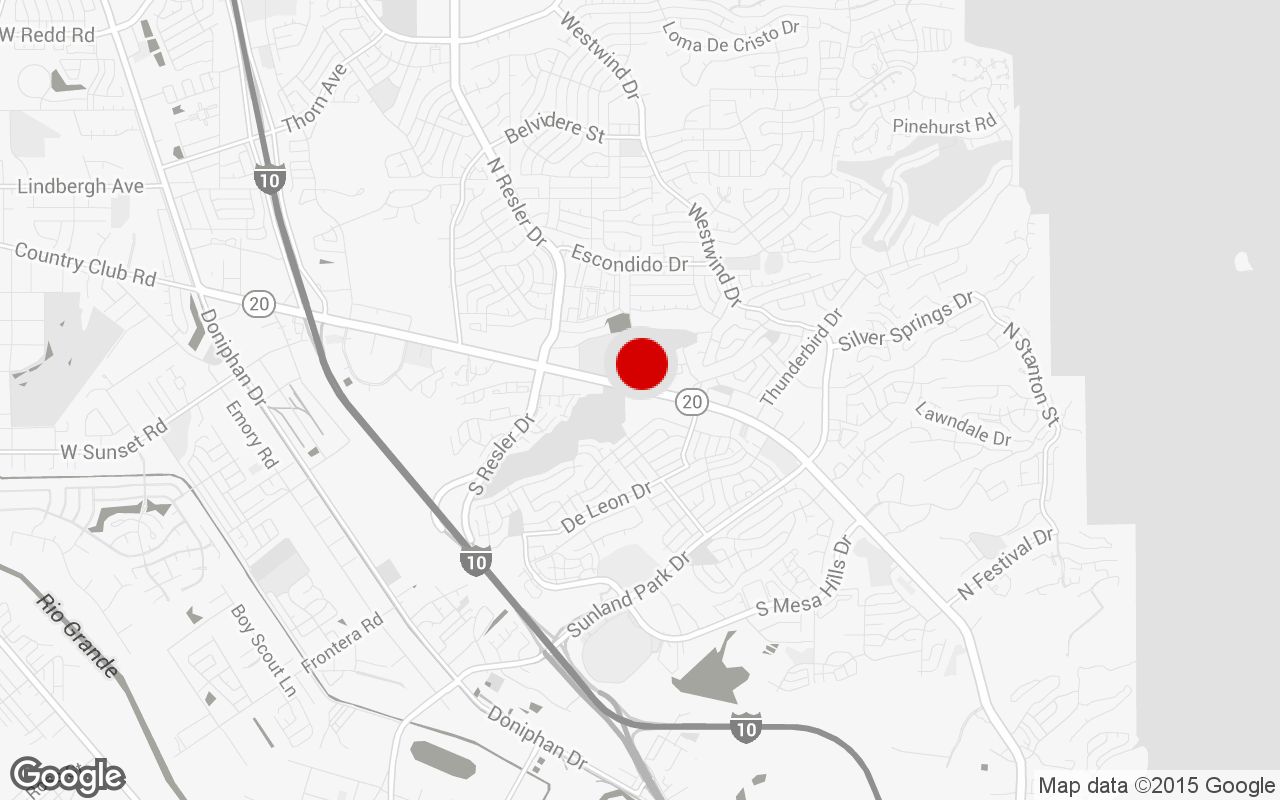 W Redd Rd
Westwind Dr
Loma De Cristo Dr
10
Thorn Ave
Belvidere St
Pinehurst Rd
Lindbergh Ave
N Resler Dr
Westwind Dr
Country Club Rd
Escondido Dr
20
Doniphan Dr
Thunderbird Dr
Silver Springs Dr
N Stanton St
20
Emory Rd
W Sunset Rd
S Resler Dr
Lawndale Dr
De Leon Dr
10
Rio Grande
Boy Scout Ln
Frontera Rd
Sunland Park Dr
S Mesa Hills Dr
N Festival Dr
Doniphan Dr
10
Google
Map data ©2015 Google